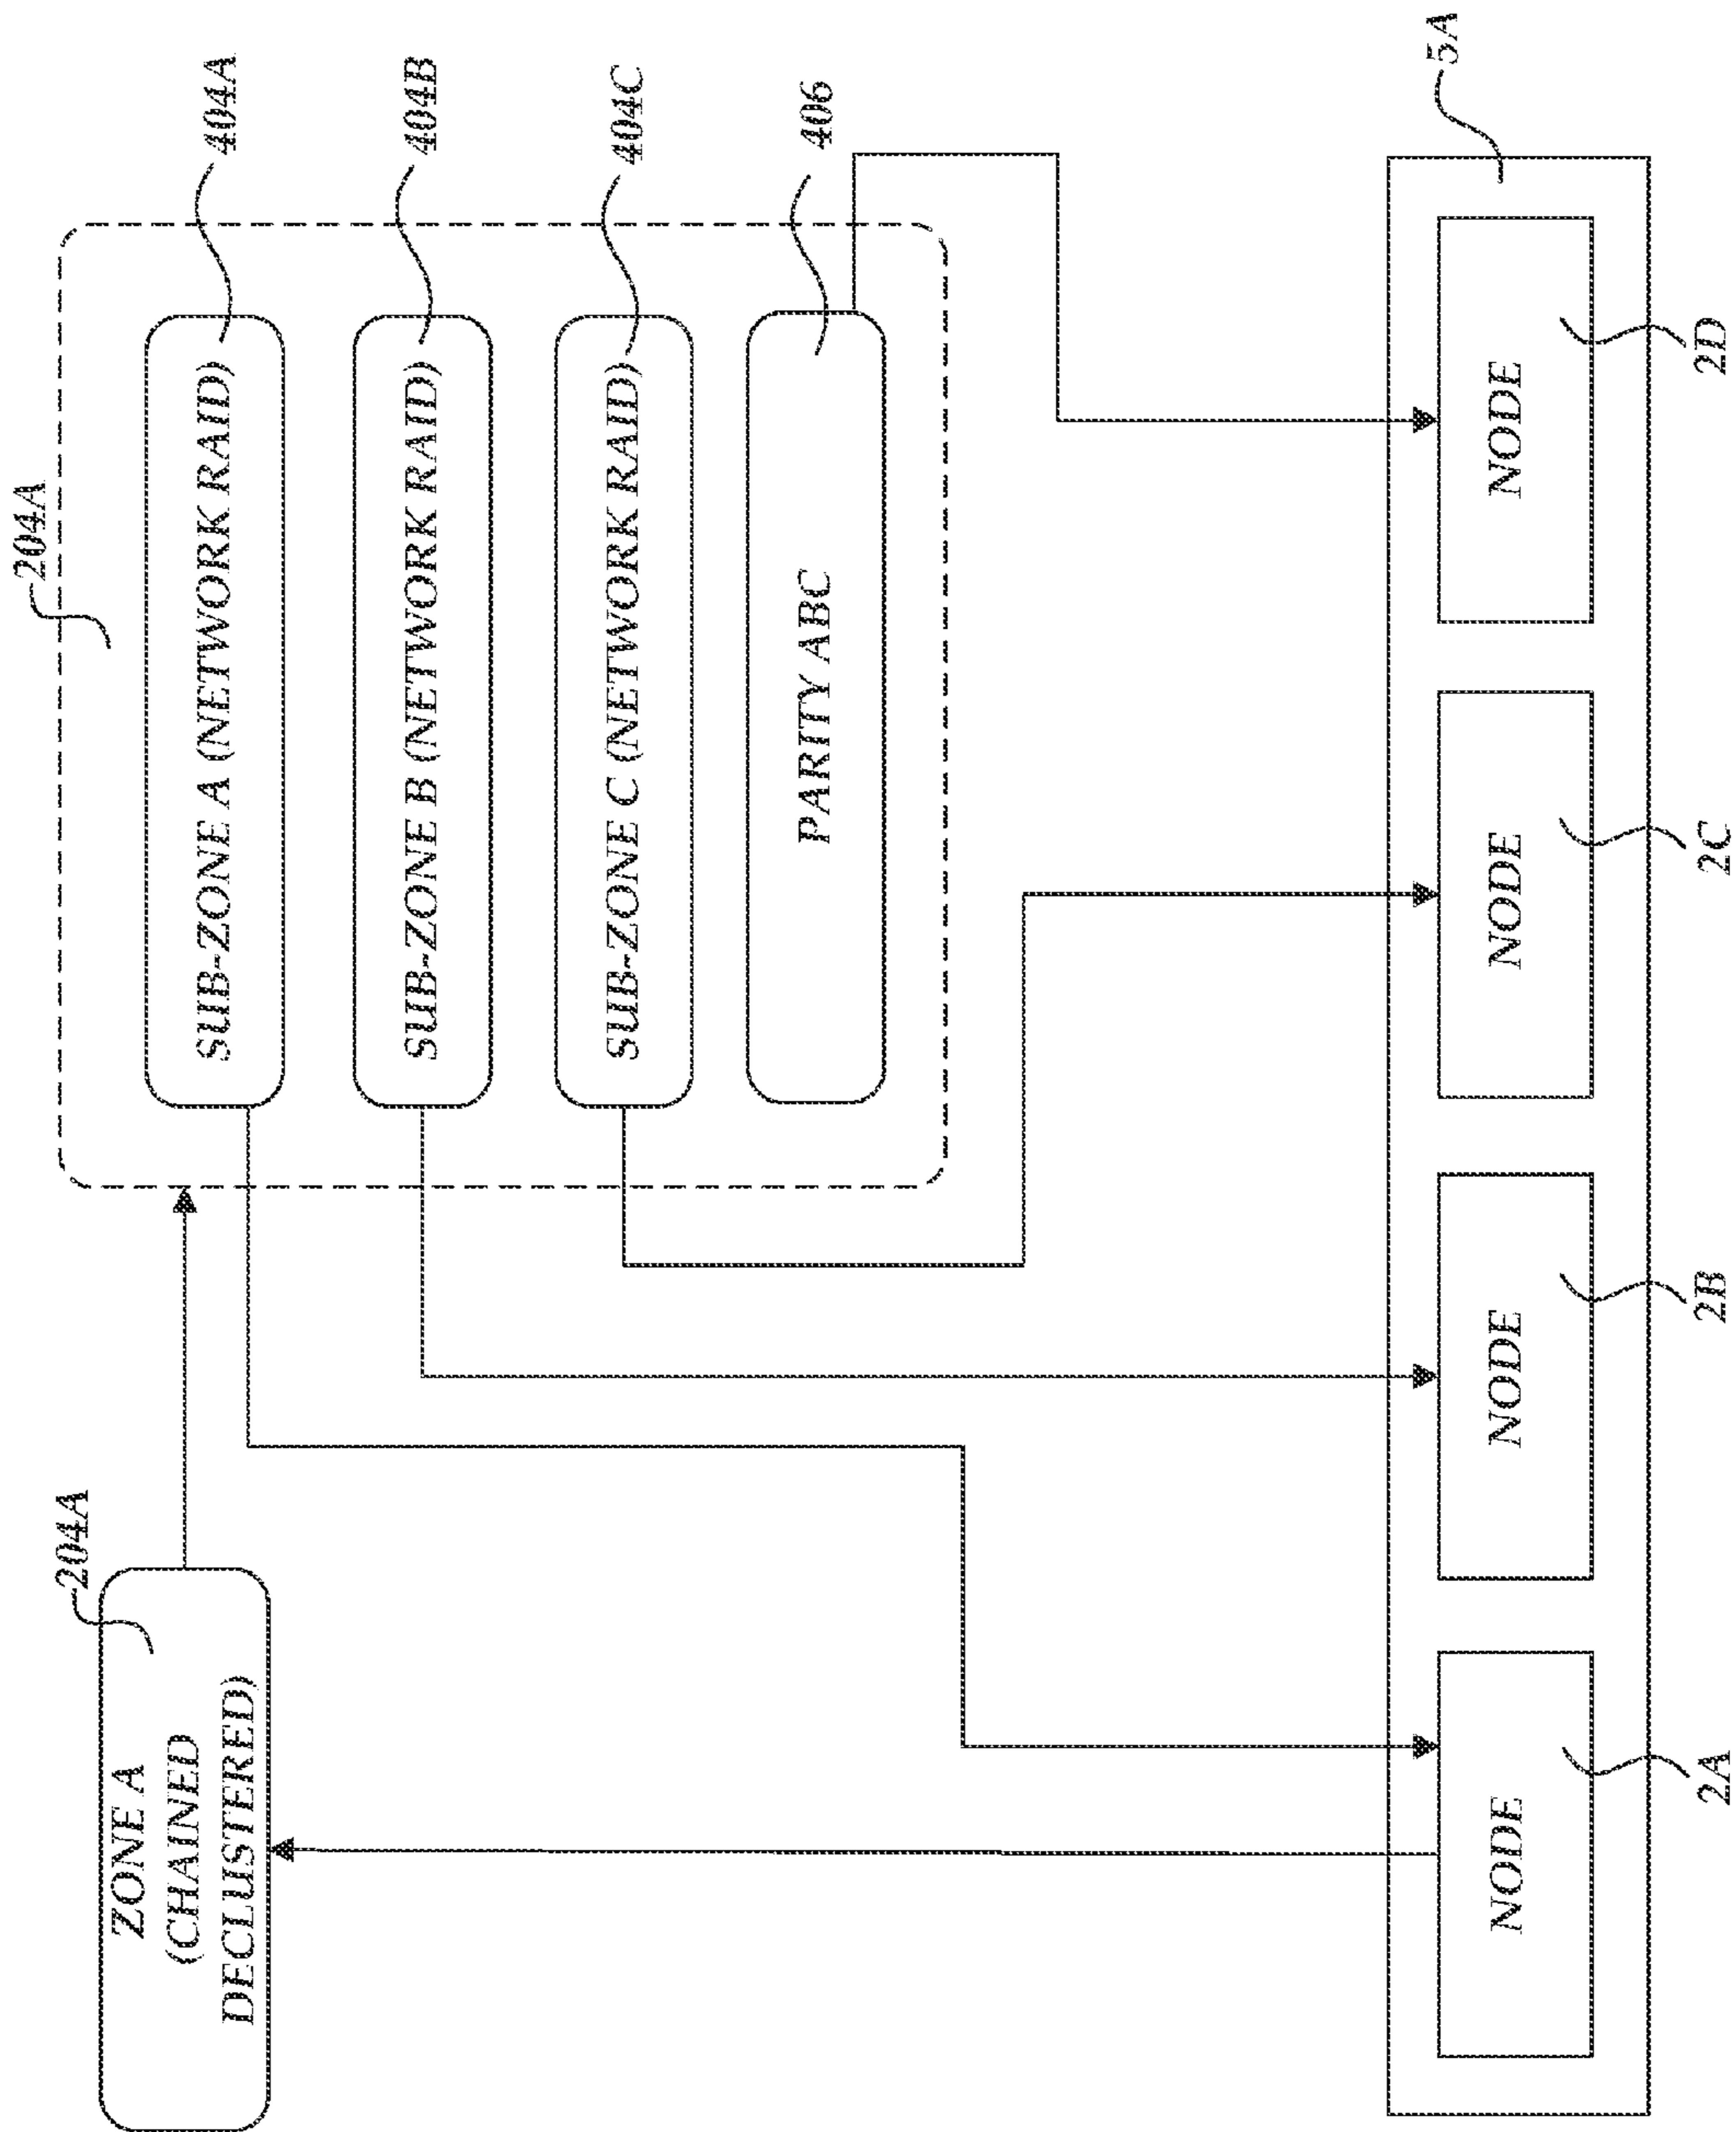 204A
ZONE A
(CHAINED
DECLUSTERED)
204A
SUB-ZONE A (NETWORK RAID)
404A
SUB-ZONE B (NETWORK RAID)
404B
SUB-ZONE C (NETWORK RAID)
404C
PARITY ABC
406
NODE
NODE
NODE
NODE
5A
2A
2B
2C
2D